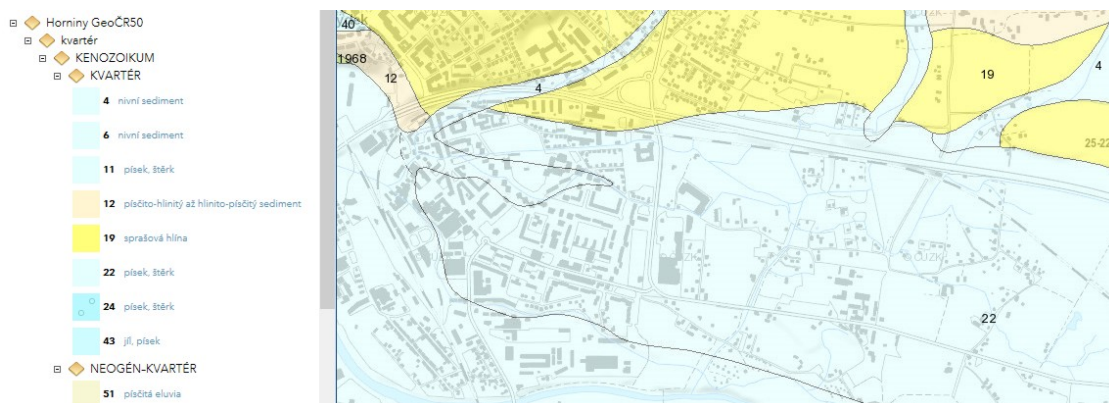 Horniny GeoČR50
kvartér
KENOZOIKUM
KVARTÉR
4 nivní sediment
6 nivní sediment
11 písek, štěrk
12 písčito-hlinitý až hlinito-písčitý sediment
19 sprašová hlína
22 písek, štěrk
24 písek, štěrk
43 jíl, písek
NEOGÉN-KVARTÉR
51 písčitá eluvia
40
1968
12
4
19
4
25-22
22
©ČÚZK